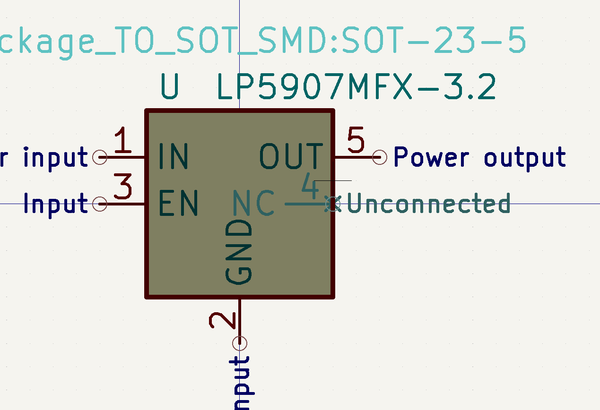 ckage_TO_SOT_SMD:SOT-23-5
U LP5907MFX-3.2
r input 1 IN OUT 5 Power output
Input 3 EN NC 4 Unconnected
GND
2
nput